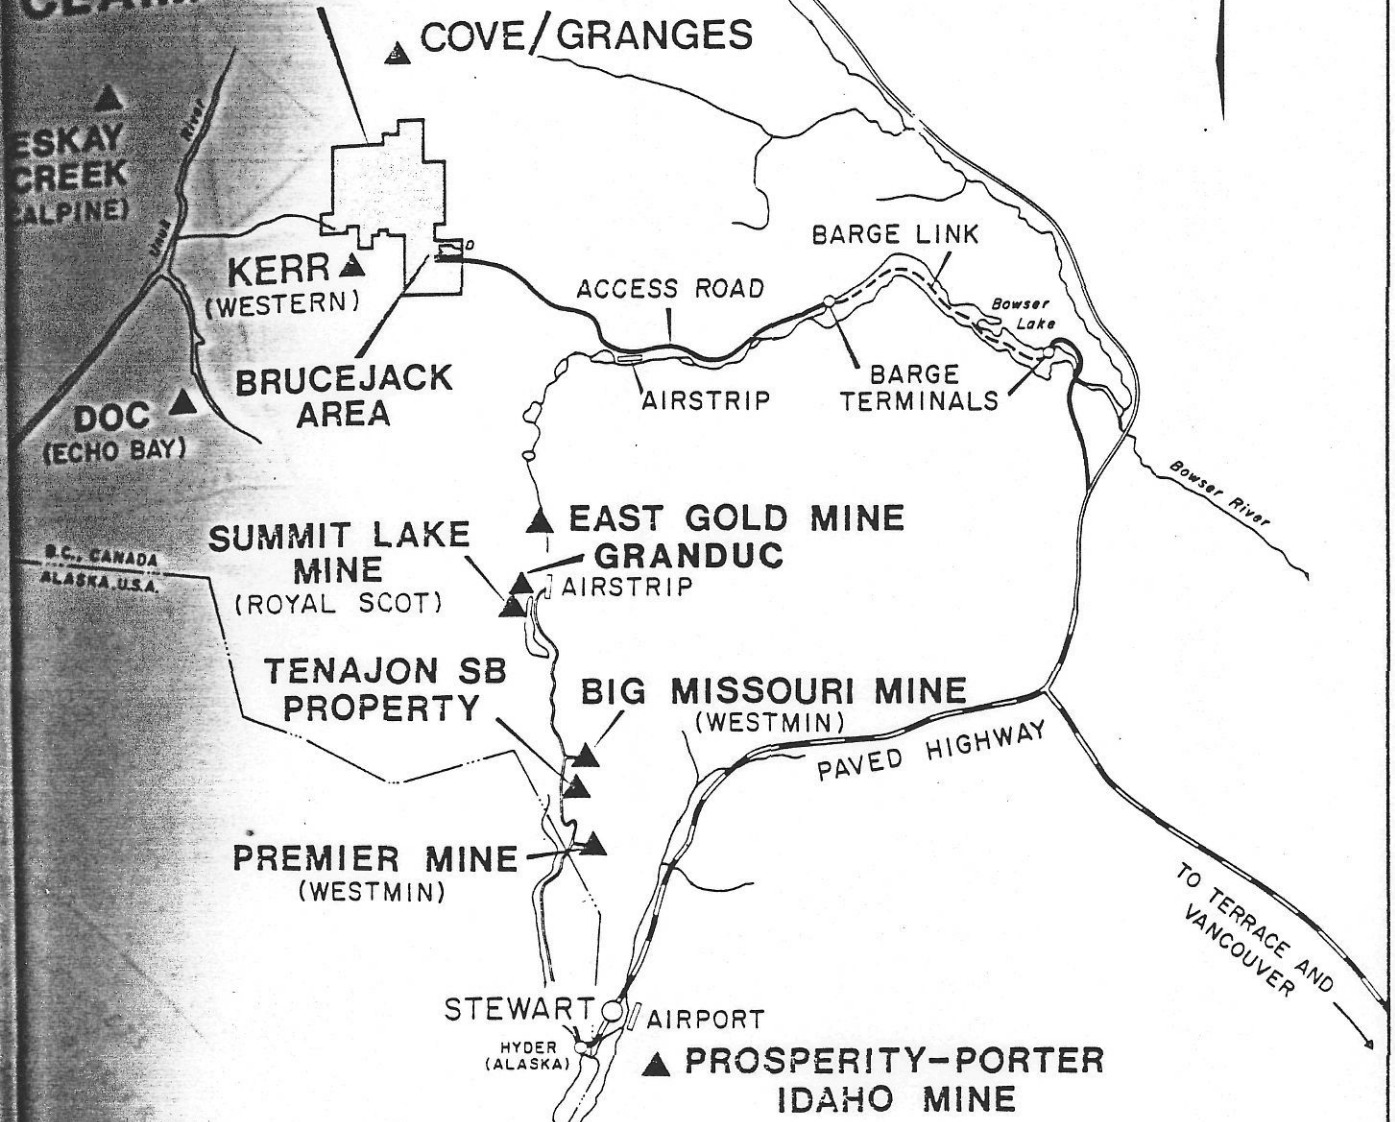 COVE/GRANGES
ESKAY
CREEK
ALPINE)
River
Unuk
KERR
(WESTERN)
BARGE LINK
ACCESS ROAD
Bowser
Lake
BRUCEJACK
AREA
AIRSTRIP
BARGE
TERMINALS
DOC
(ECHO BAY)
Bowser River
EAST GOLD MINE
GRANDUC
AIRSTRIP
SUMMIT LAKE
MINE
(ROYAL SCOT)
B.C., CANADA
ALASKA, U.S.A.
TENAJON SB
PROPERTY
BIG MISSOURI MINE
(WESTMIN)
PAVED HIGHWAY
PREMIER MINE
(WESTMIN)
TO TERRACE AND
VANCOUVER
STEWART
AIRPORT
HYDER
(ALASKA)
PROSPERITY-PORTER
IDAHO MINE